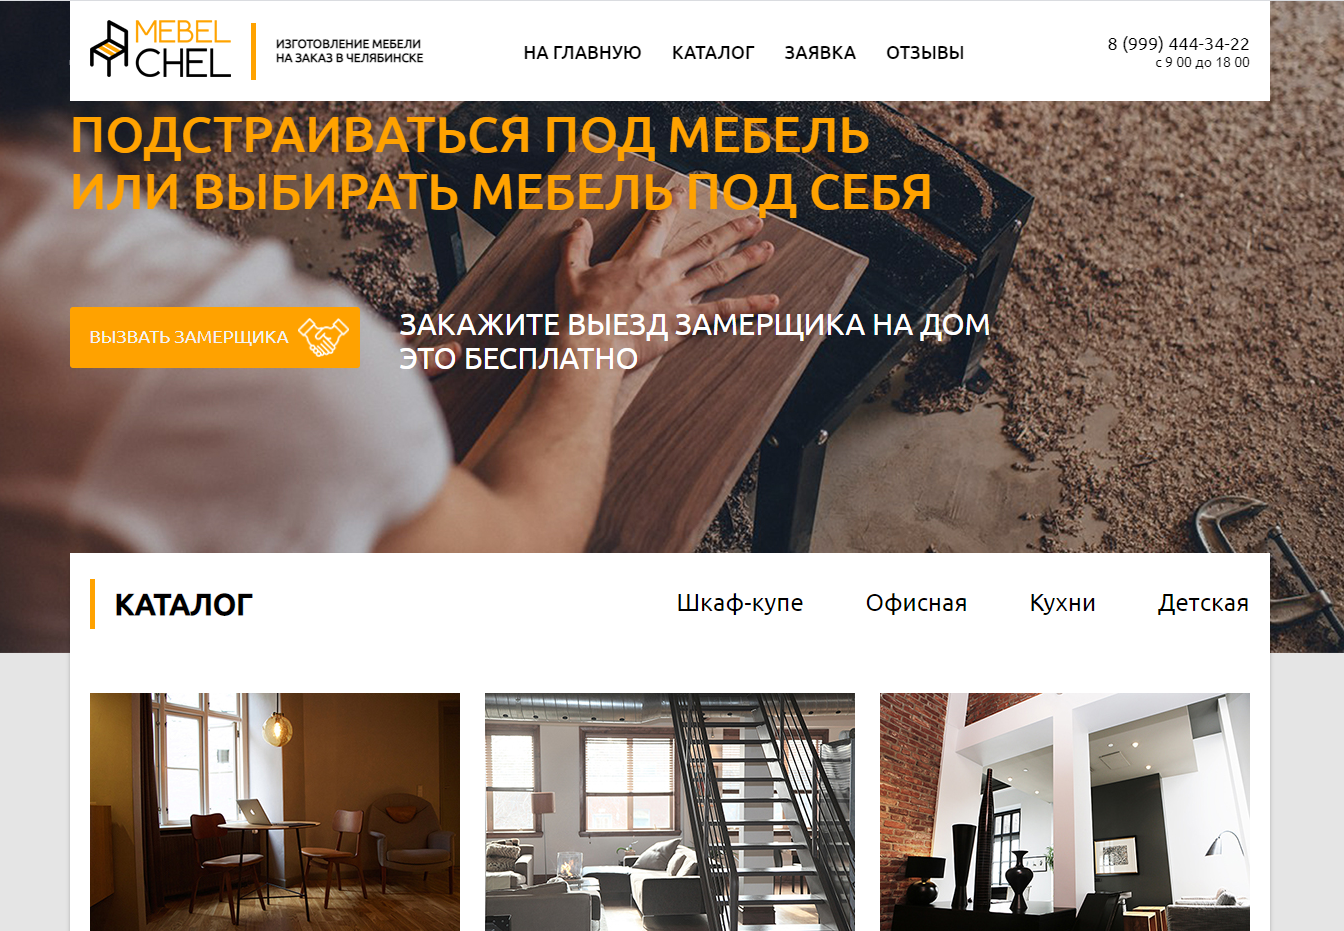 MEBEL
CHEL
ИЗГОТОВЛЕНИЕ МЕБЕЛИ
НА ЗАКАЗ В ЧЕЛЯБИНСКЕ
НА ГЛАВНУЮ КАТАЛОГ ЗАЯВКА ОТЗЫВЫ
8 (999) 444-34-22
с 9 00 до 18 00
ПОДСТРАИВАТЬСЯ ПОД МЕБЕЛЬ
ИЛИ ВЫБИРАТЬ МЕБЕЛЬ ПОД СЕБЯ
ВЫЗВАТЬ ЗАМЕРЩИКА
ЗАКАЖИТЕ ВЫЕЗД ЗАМЕРЩИКА НА ДОМ
ЭТО БЕСПЛАТНО
КАТАЛОГ
Шкаф-купе Офисная Кухни Детская